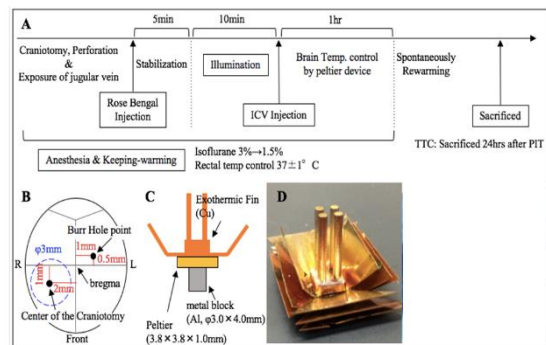 A
5min
10min
1hr
Craniotomy, Perforation
&
Exposure of jugular vein
Stabilization
Illumination
Brain Temp. control
by peltier device
Spontaneously
Rewarming
Rose Bengal
Injection
ICV Injection
Sacrificed
TTC: Sacrificed 24hrs after PIT
Anesthesia & Keeping-warming
Isoflurane 3%→1.5%
Rectal temp control 37±1°C
B
Burr Hole point
φ3mm
1mm
0.5mm
R
L
1mm
2mm
bregma
Center of the Craniotomy
Front
C
Exothermic Fin
(Cu)
metal block
(Al, φ3.0×4.0mm)
Peltier
(3.8×3.8×1.0mm)
D